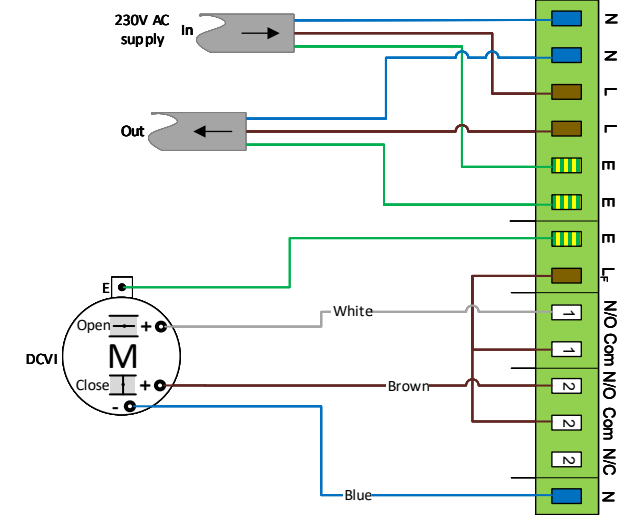 230V AC
supply
In
Out
N
N
L
L
E
E
E
LF
N/O
Com
N/O
Com
N/C
N
1
1
2
2
2
E
Open
+
White
M
DCVI
Close
+
Brown
-
Blue